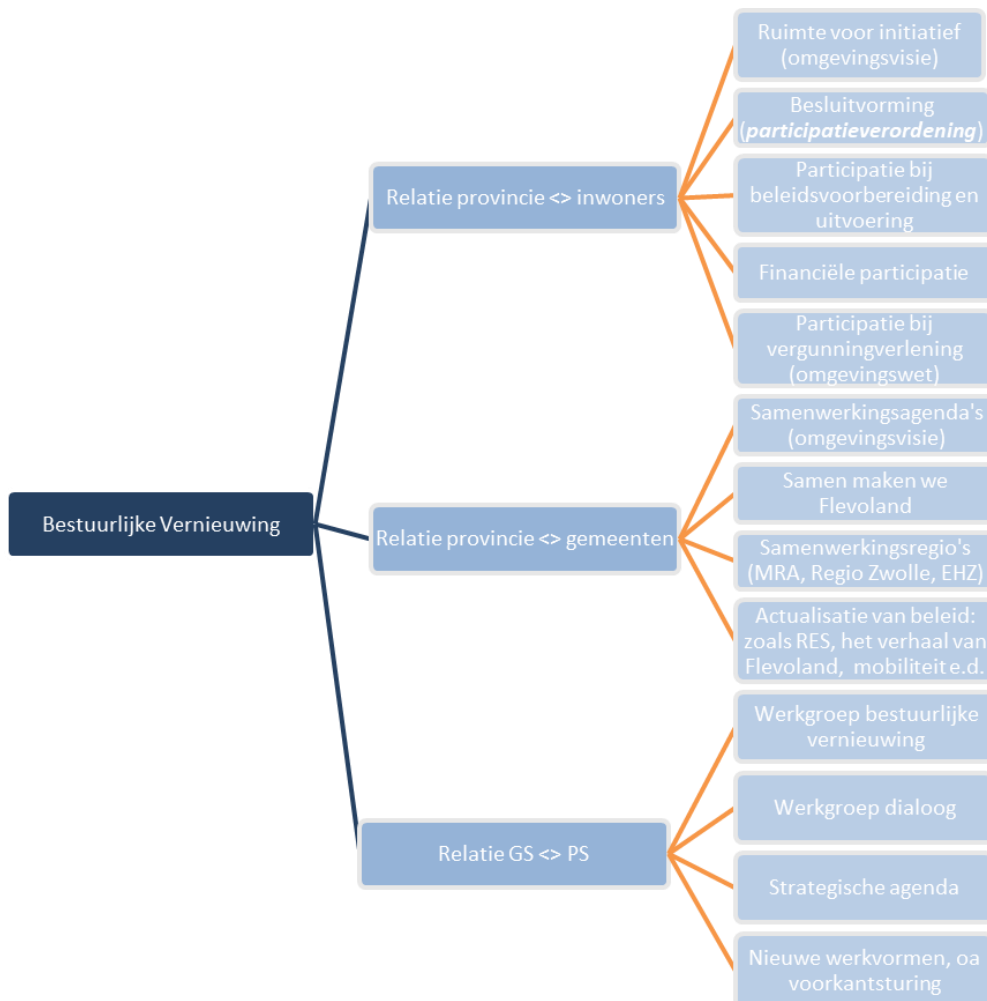 Bestuurlijke Vernieuwing
Relatie provincie <> inwoners
Ruimte voor initiatief
(omgevingsvisie)
Besluitvorming
(participatieverordening)
Participatie bij
beleidsvoorbereiding en
uitvoering
Financiële participatie
Participatie bij
vergunningverlening
(omgevingswet)
Relatie provincie <> gemeenten
Samenwerkingsagenda's
(omgevingsvisie)
Samen maken we
Flevoland
Samenwerkingsregio's
(MRA, Regio Zwolle, EHZ)
Actualisatie van beleid:
zoals RES, het verhaal van
Flevoland, mobiliteit e.d.
Relatie GS <> PS
Werkgroep bestuurlijke
vernieuwing
Werkgroep dialoog
Strategische agenda
Nieuwe werkvormen, oa
voorkantsturing